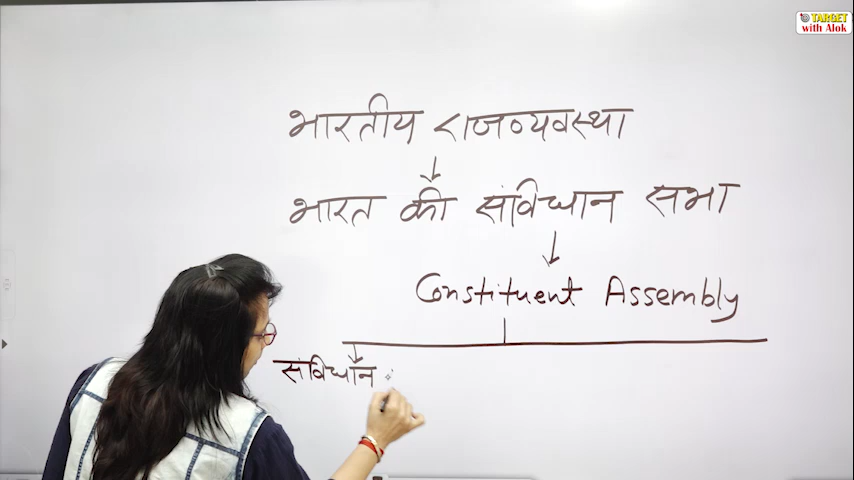 TARGET
with Alok
भारतीय राजव्यवस्था
भारत की संविधान सभा
Constituent Assembly
संविधान